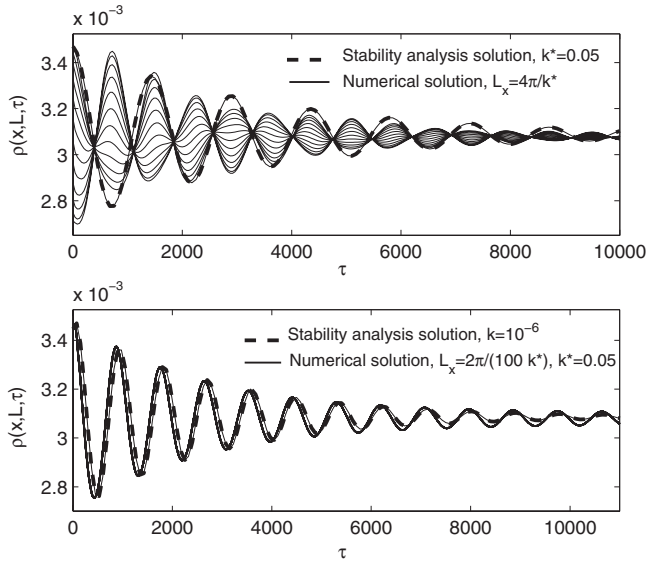 x 10⁻³
3.4
3.2
3
2.8
ρ(x,L,τ)
Stability analysis solution, k*=0.05
Numerical solution, Lₓ=4π/k*
0 2000 4000 6000 8000 10000
τ
x 10⁻³
3.4
3.2
3
2.8
ρ(x,L,τ)
Stability analysis solution, k=10⁻⁶
Numerical solution, Lₓ=2π/(100 k*), k*=0.05
0 2000 4000 6000 8000 10000
τ